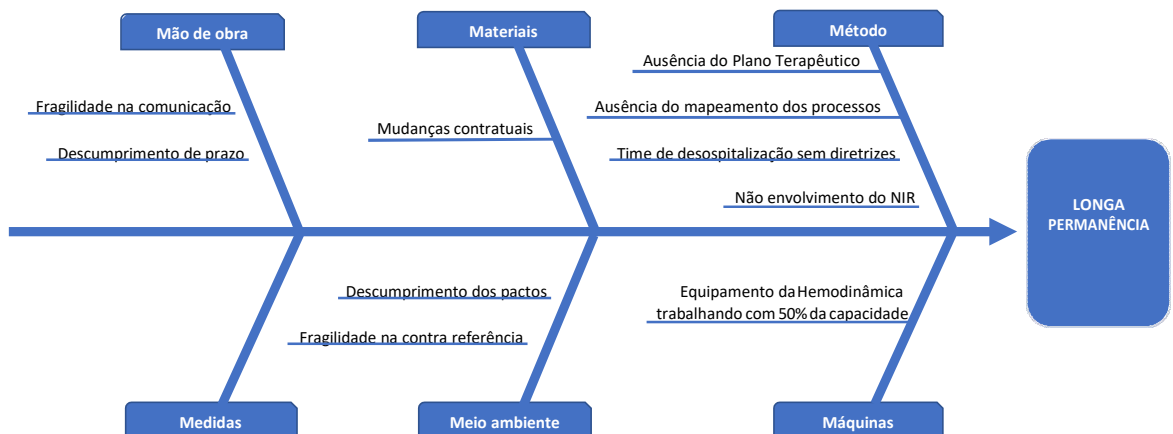 Mão de obra
Materiais
Método
Fragilidade na comunicação
Descumprimento de prazo
Mudanças contratuais
Ausência do Plano Terapêutico
Ausência do mapeamento dos processos
Time de desospitalização sem diretrizes
Não envolvimento do NIR
LONGA
PERMANÊNCIA
Descumprimento dos pactos
Fragilidade na contra referência
Equipamento da Hemodinâmica
trabalhando com 50% da capacidade
Medidas
Meio ambiente
Máquinas